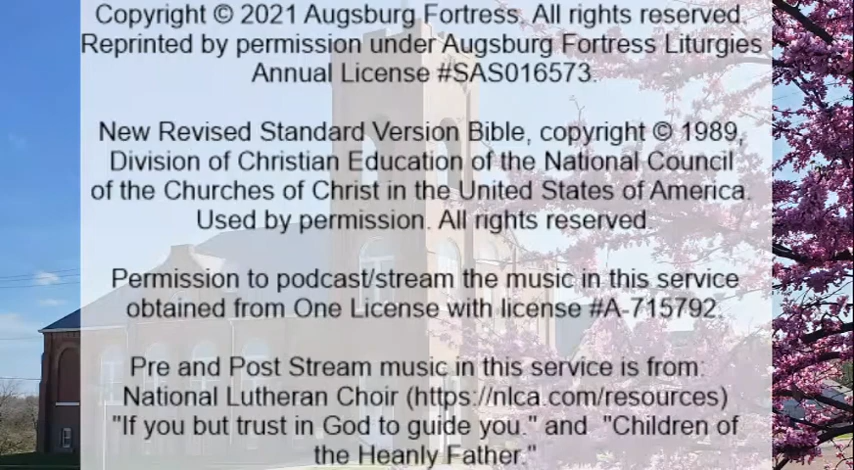 Copyright © 2021 Augsburg Fortress. All rights reserved.
Reprinted by permission under Augsburg Fortress Liturgies
Annual License #SAS016573.
New Revised Standard Version Bible, copyright © 1989,
Division of Christian Education of the National Council
of the Churches of Christ in the United States of America.
Used by permission. All rights reserved.
Permission to podcast/stream the music in this service
obtained from One License with license #A-715792.
Pre and Post Stream music in this service is from:
National Lutheran Choir (https://nlca.com/resources)
"If you but trust in God to guide you." and "Children of
the Heanly Father."